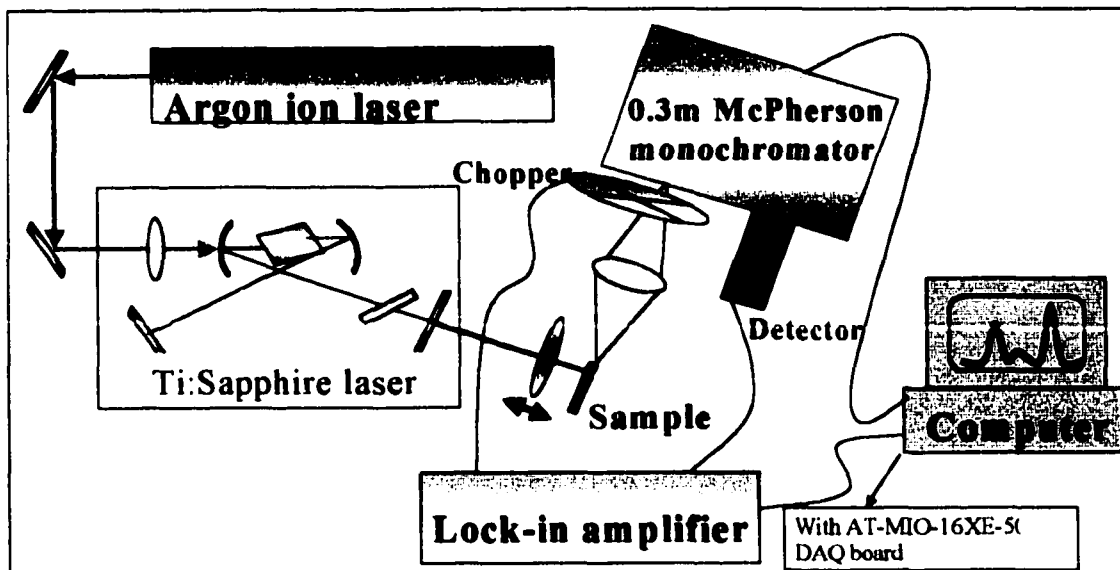 Argon ion laser
0.3m McPherson
monochromator
Chopper
Detector
Ti:Sapphire laser
Sample
Computer
Lock-in amplifier
With AT-MIO-16XE-5(
DAQ board